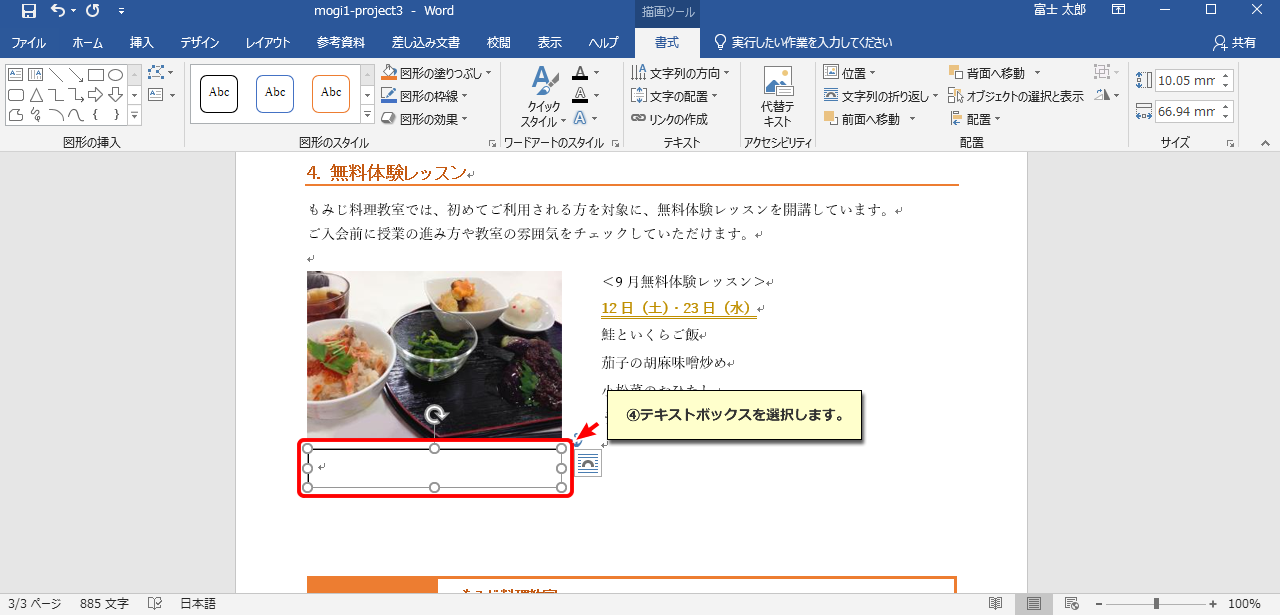 mogi1-project3 - Word
描画ツール
富士 太郎
ファイル ホーム 挿入 デザイン レイアウト 参考資料 差し込み文書 校閲 表示 ヘルプ 書式 実行したい作業を入力してください 共有
Abc Abc Abc
図形の塗りつぶし
図形の枠線
図形の効果
クイック
スタイル
文字列の方向
文字の配置
リンクの作成
代替テ
キスト
位置
文字列の折り返し
前面へ移動
背面へ移動
オブジェクトの選択と表示
配置
10.05 mm
66.94 mm
図形の挿入 図形のスタイル ワードアートのスタイル テキスト アクセシビリティ 配置 サイズ
4. 無料体験レッスン
もみじ料理教室では、初めてご利用される方を対象に、無料体験レッスンを開講しています。
ご入会前に授業の進み方や教室の雰囲気をチェックしていただけます。
＜9 月無料体験レッスン＞
12 日（土）・23 日（水）
鮭といくらご飯
茄子の胡麻味噌炒め
④テキストボックスを選択します。
もみじ料理教室
3/3 ページ 885 文字 日本語 100%